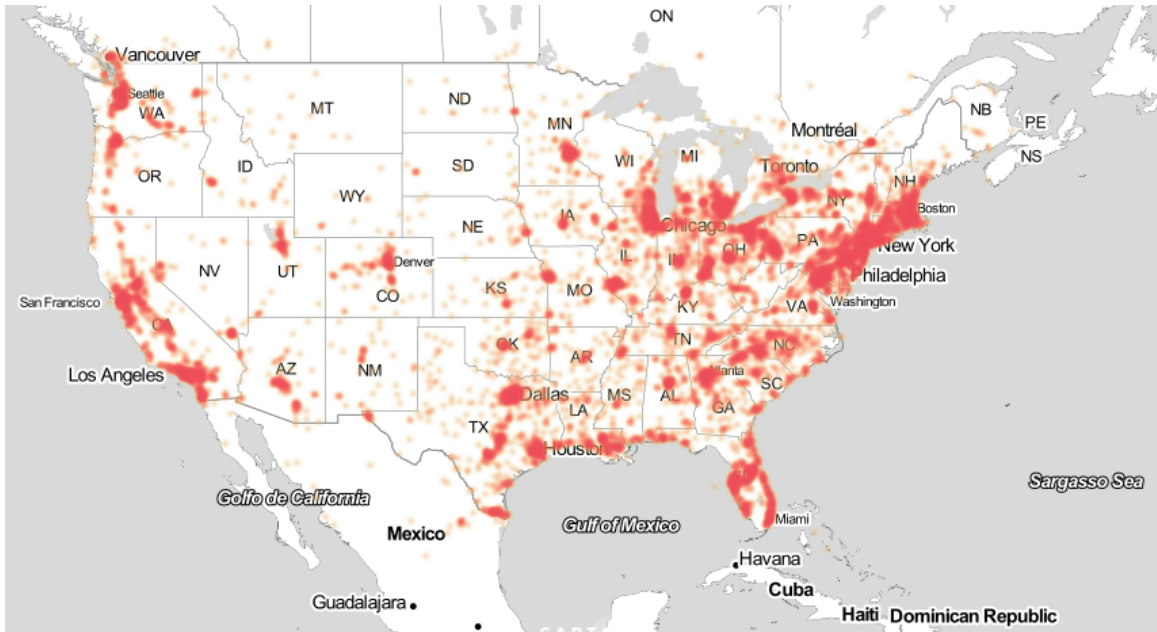 ON
Vancouver
Seattle
WA
MT
ND
MN
Montréal
NB
PE
NS
OR
ID
SD
WI
MI
Toronto
NH
WY
NY
Boston
IA
NE
Chicago
PA
New York
NV
UT
Denver
IL
IN
OH
Philadelphia
San Francisco
CO
KS
MO
KY
VA
Washington
CA
OK
TN
NC
Los Angeles
AZ
NM
AR
Atlanta
SC
Dallas
MS
AL
GA
LA
TX
Houston
Sargasso Sea
Golfo de California
Gulf of Mexico
Miami
Mexico
Havana
Cuba
Guadalajara
Haiti
Dominican Republic